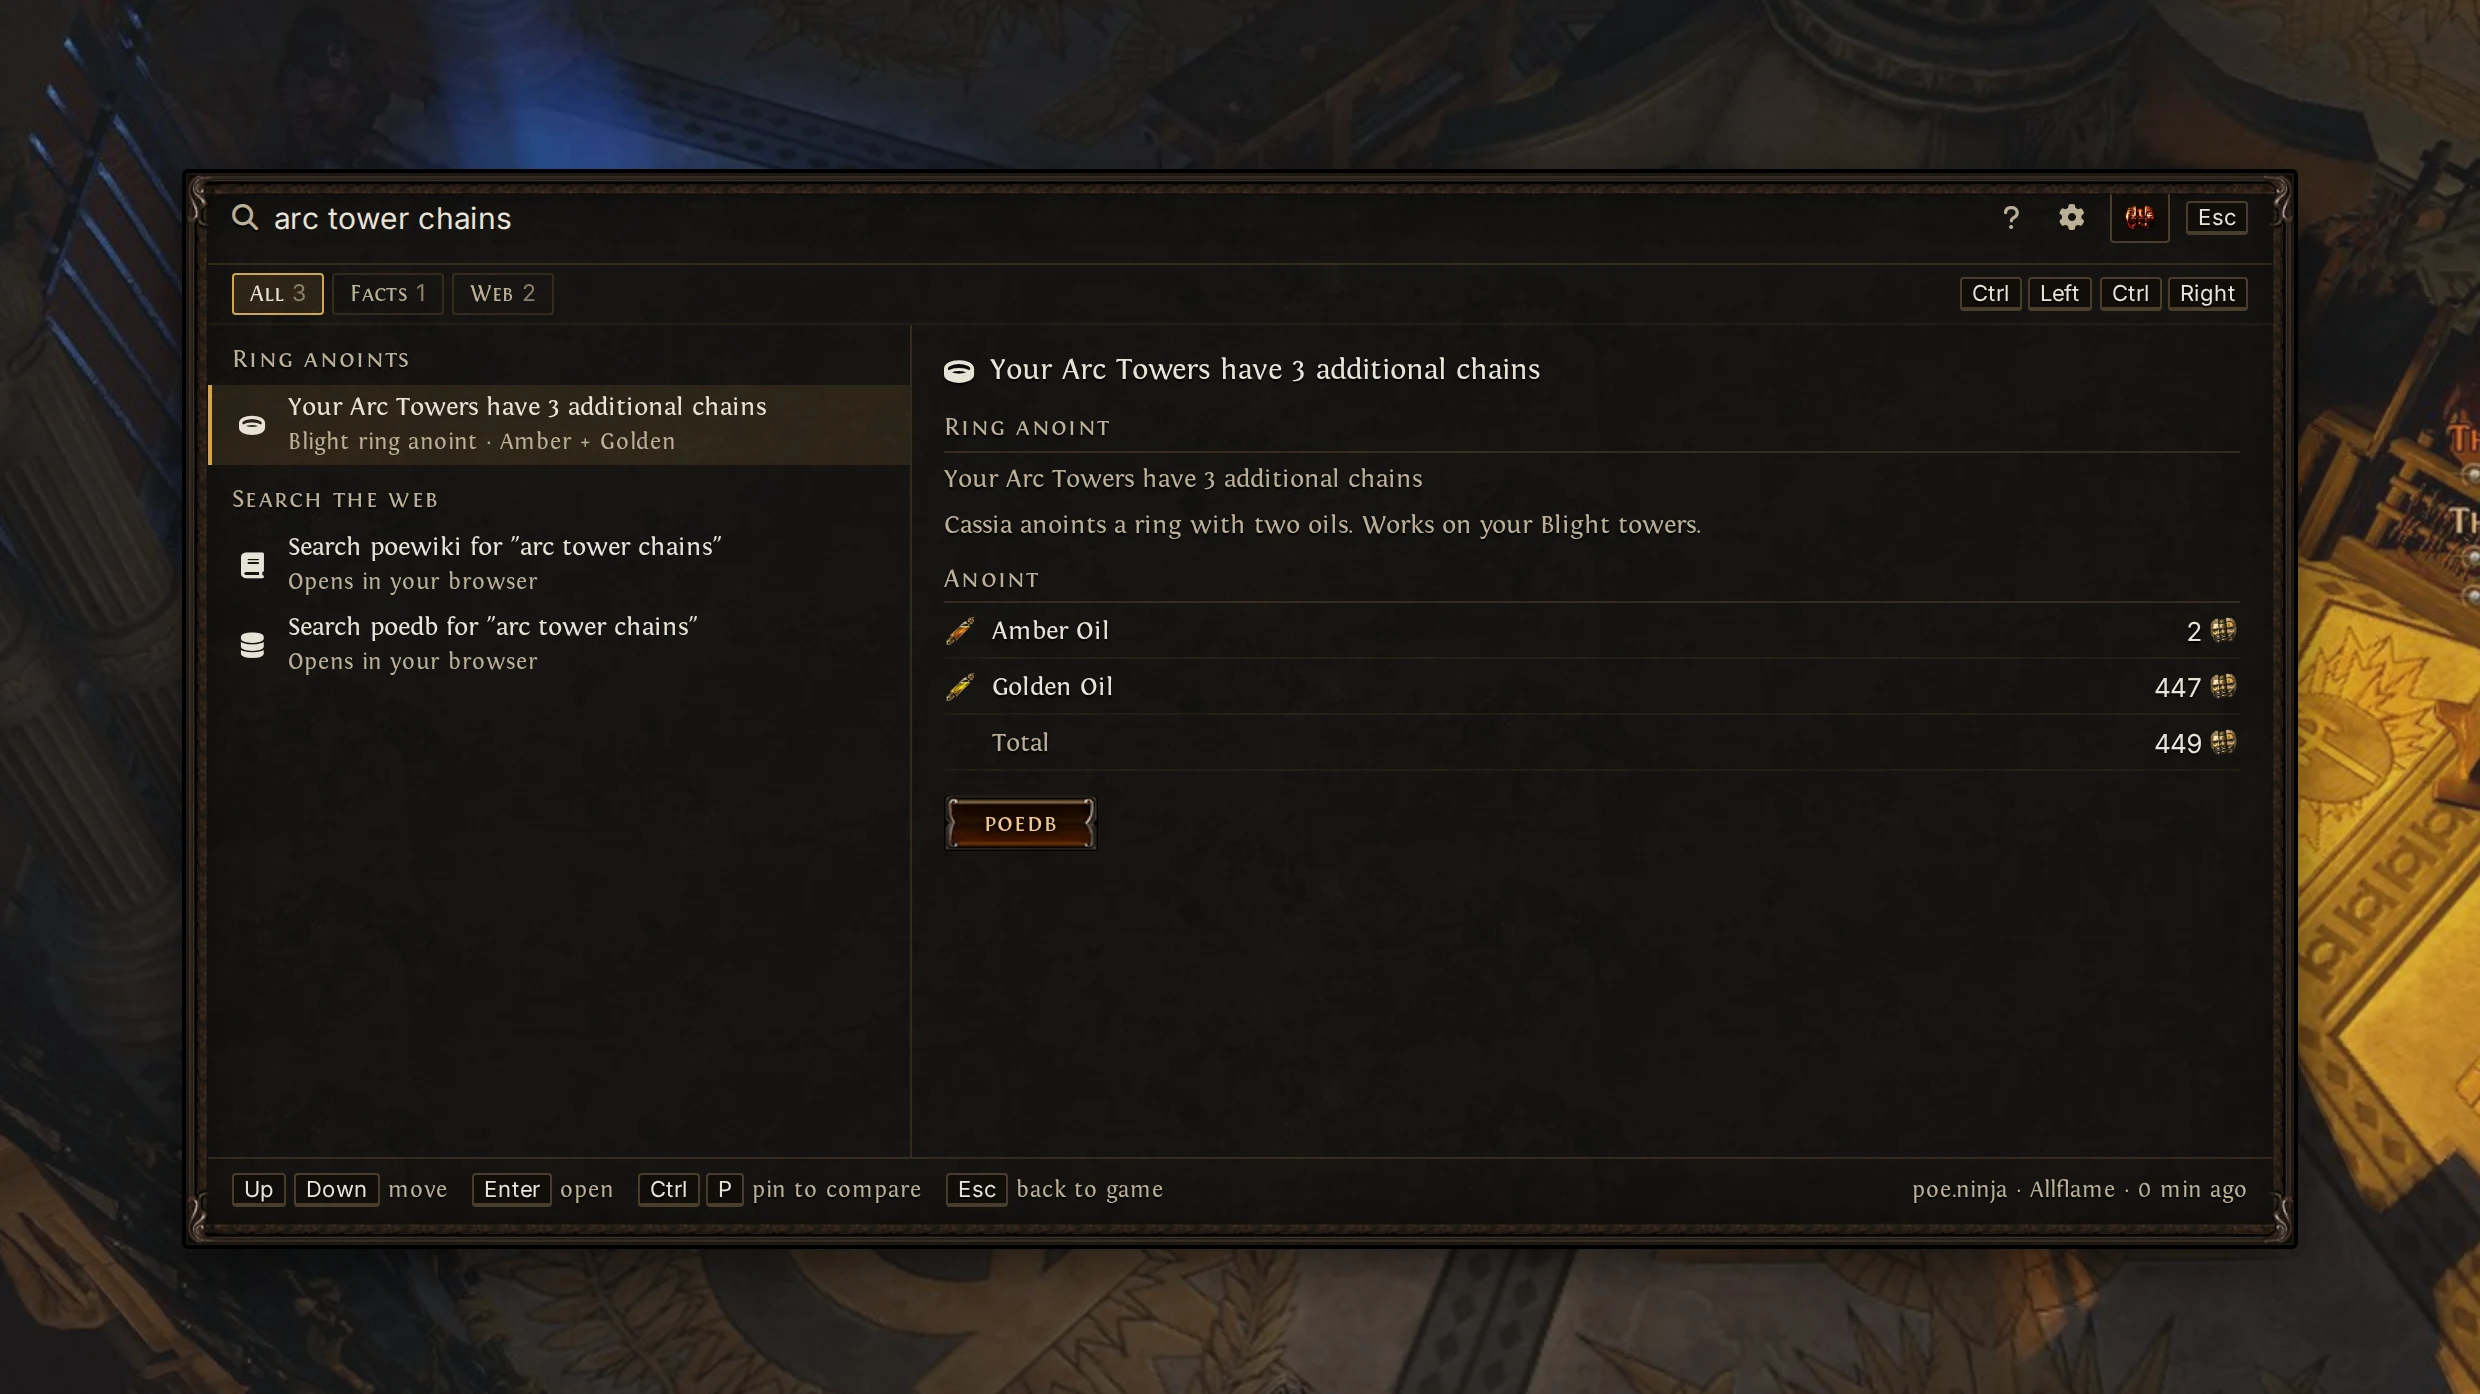 arc tower chains
?
Esc
All 3
Facts 1
Web 2
Ctrl Left Ctrl Right
Ring anoints
Your Arc Towers have 3 additional chains
Blight ring anoint · Amber + Golden
Search the web
Search poewiki for "arc tower chains"
Opens in your browser
Search poedb for "arc tower chains"
Opens in your browser
Your Arc Towers have 3 additional chains
Ring anoint
Your Arc Towers have 3 additional chains
Cassia anoints a ring with two oils. Works on your Blight towers.
Anoint
Amber Oil 2
Golden Oil 447
Total 449
POEDB
Up Down move Enter open Ctrl P pin to compare Esc back to game
poe.ninja · Allflame · 0 min ago